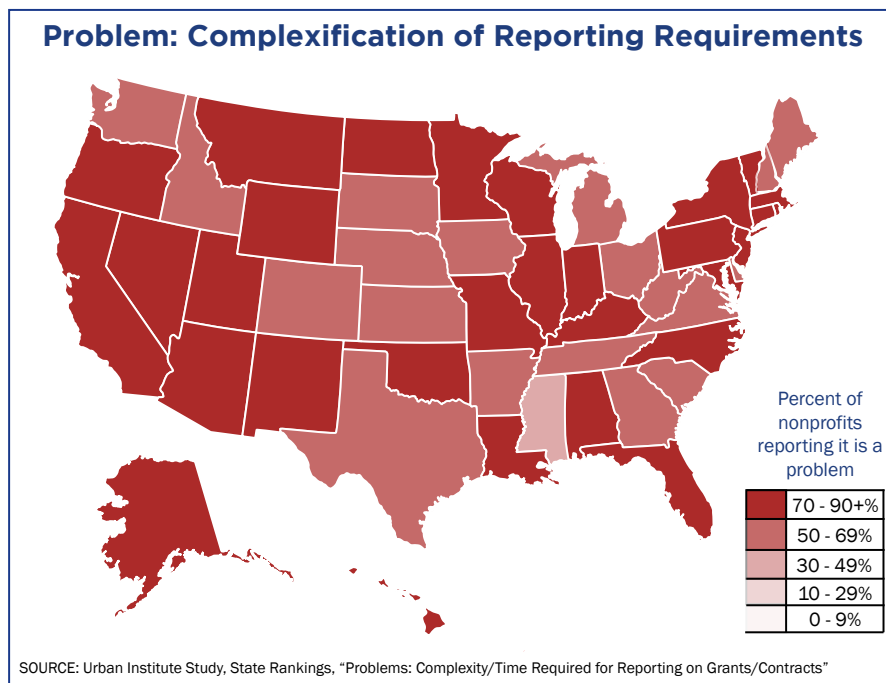 Problem: Complexification of Reporting Requirements
Percent of
nonprofits
reporting it is a
problem
70 - 90+%
50 - 69%
30 - 49%
10 - 29%
0 - 9%
SOURCE: Urban Institute Study, State Rankings, “Problems: Complexity/Time Required for Reporting on Grants/Contracts”